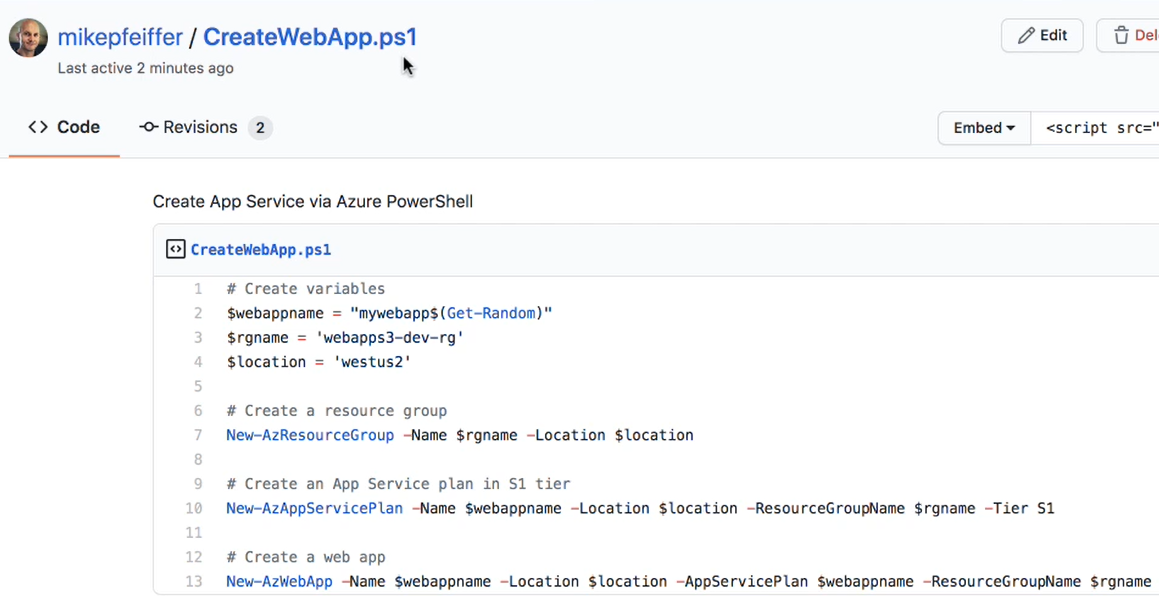 mikepfeiffer / CreateWebApp.ps1
Edit
Last active 2 minutes ago
<> Code
Revisions 2
Embed
<script src="
Create App Service via Azure PowerShell
CreateWebApp.ps1
1 # Create variables
2 $webappname = "mywebapp$(Get-Random)"
3 $rgname = 'webapps3-dev-rg'
4 $location = 'westus2'
5
6 # Create a resource group
7 New-AzResourceGroup -Name $rgname -Location $location
8
9 # Create an App Service plan in S1 tier
10 New-AzAppServicePlan -Name $webappname -Location $location -ResourceGroupName $rgname -Tier S1
11
12 # Create a web app
13 New-AzWebApp -Name $webappname -Location $location -AppServicePlan $webappname -ResourceGroupName $rgname